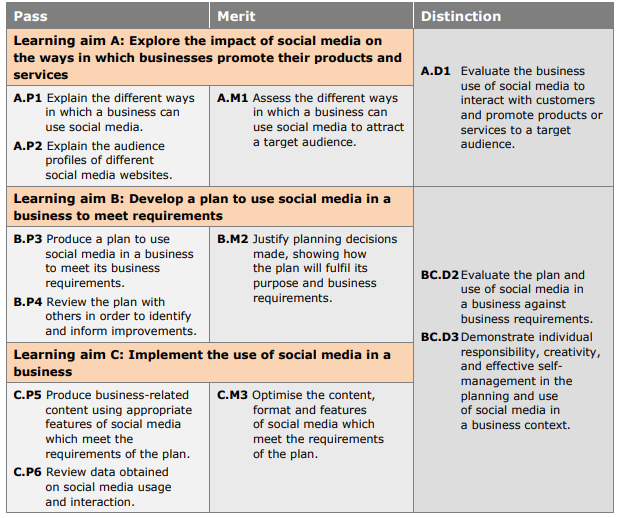 Pass
Merit
Distinction
Learning aim A: Explore the impact of social media on
the ways in which businesses promote their products and
services
A.P1 Explain the different ways
in which a business can
use social media.
A.P2 Explain the audience
profiles of different
social media websites.
A.M1 Assess the different ways
in which a business can
use social media to attract
a target audience.
A.D1 Evaluate the business
use of social media to
interact with customers
and promote products or
services to a target
audience.
Learning aim B: Develop a plan to use social media in a
business to meet requirements
B.P3 Produce a plan to use
social media in a business
to meet its business
requirements.
B.P4 Review the plan with
others in order to identify
and inform improvements.
B.M2 Justify planning decisions
made, showing how
the plan will fulfil its
purpose and business
requirements.
BC.D2 Evaluate the plan and
use of social media in
a business against
business requirements.
BC.D3 Demonstrate individual
responsibility, creativity,
and effective self-
management in the
planning and use
of social media in
a business context.
Learning aim C: Implement the use of social media in a
business
C.P5 Produce business-related
content using appropriate
features of social media
which meet the
requirements of the plan.
C.P6 Review data obtained
on social media usage
and interaction.
C.M3 Optimise the content,
format and features
of social media which
meet the requirements
of the plan.